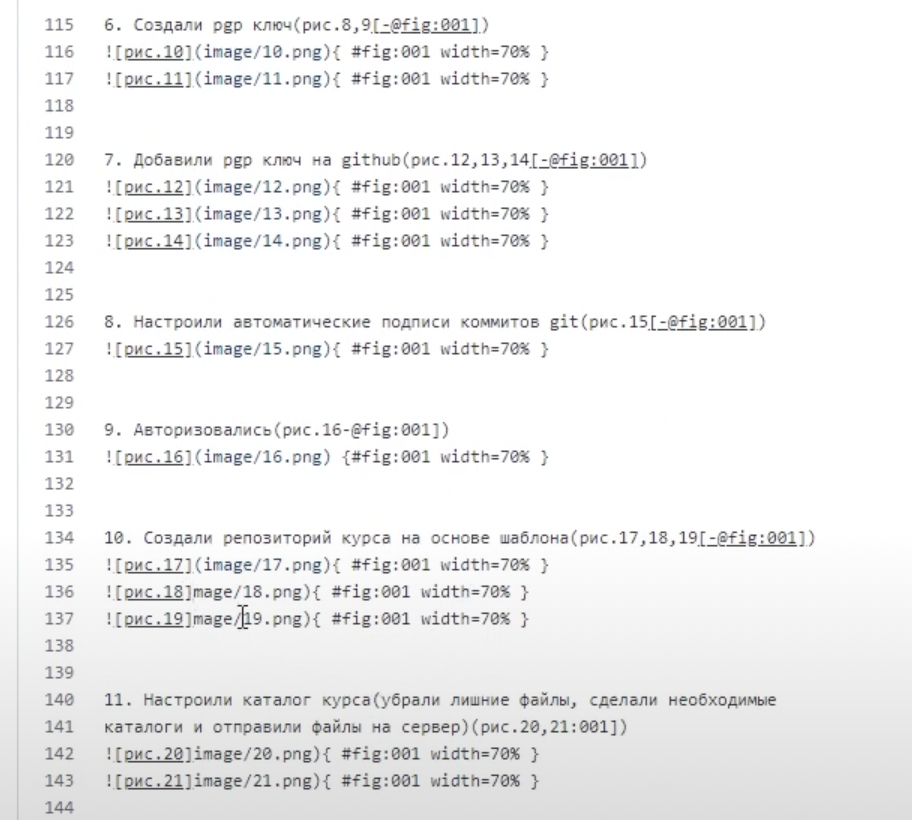 115 6. Создали pgp ключ(рис.8,9[-@fig:001])
116 ![рис.10](image/10.png){ #fig:001 width=70% }
117 ![рис.11](image/11.png){ #fig:001 width=70% }
118
119
120 7. Добавили pgp ключ на github(рис.12,13,14[-@fig:001])
121 ![рис.12](image/12.png){ #fig:001 width=70% }
122 ![рис.13](image/13.png){ #fig:001 width=70% }
123 ![рис.14](image/14.png){ #fig:001 width=70% }
124
125
126 8. Настроили автоматические подписи коммитов git(рис.15[-@fig:001])
127 ![рис.15](image/15.png){ #fig:001 width=70% }
128
129
130 9. Авторизовались(рис.16-@fig:001])
131 ![рис.16](image/16.png) {#fig:001 width=70% }
132
133
134 10. Создали репозиторий курса на основе шаблона(рис.17,18,19[-@fig:001])
135 ![рис.17](image/17.png){ #fig:001 width=70% }
136 ![рис.18]mage/18.png){ #fig:001 width=70% }
137 ![рис.19]mage/19.png){ #fig:001 width=70% }
138
139
140 11. Настроили каталог курса(убрали лишние файлы, сделали необходимые
141 каталоги и отправили файлы на сервер)(рис.20,21:001])
142 ![рис.20]image/20.png){ #fig:001 width=70% }
143 ![рис.21]image/21.png){ #fig:001 width=70% }
144